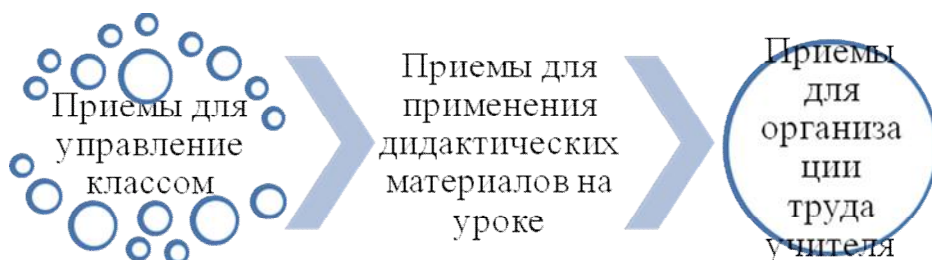 Приемы для
управление
классом
Приемы для
применения
дидактических
материалов на
уроке
Приемы
для
организа
ции
труда
учителя